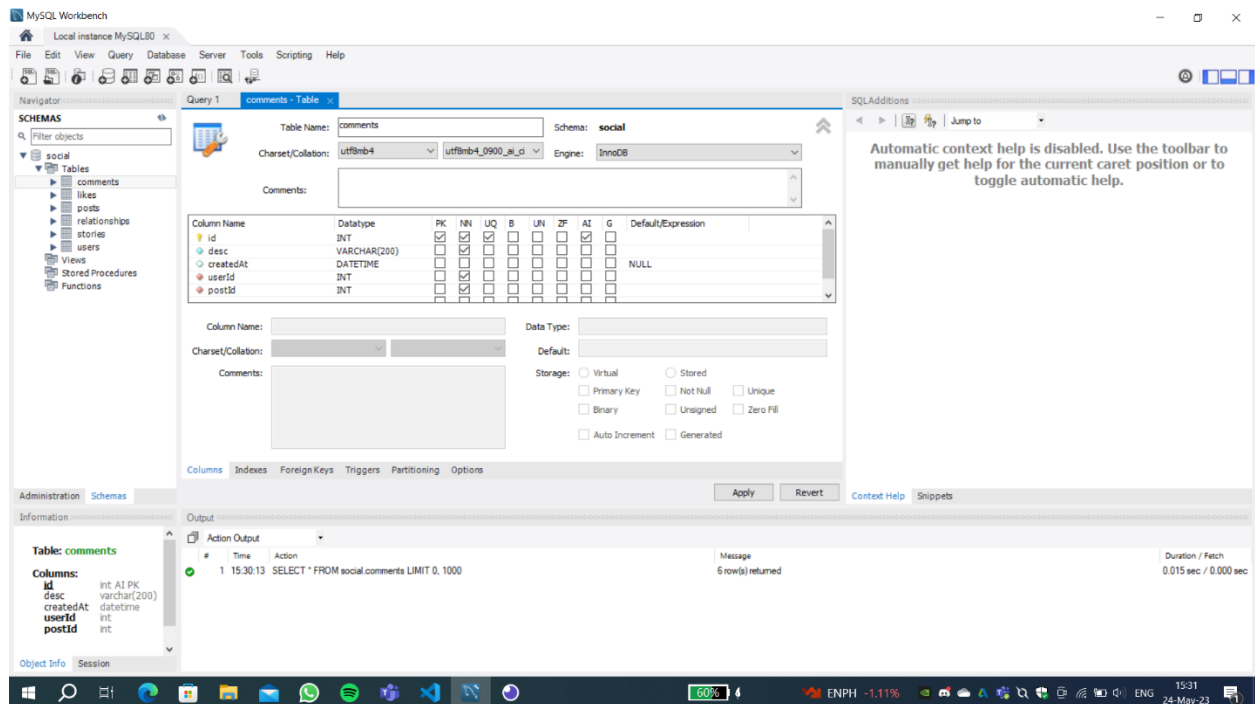 MySQL Workbench
Local instance MySQL80
File Edit View Query Database Server Tools Scripting Help
Navigator
SCHEMAS
Filter objects
social
Tables
comments
likes
posts
relationships
stories
users
Views
Stored Procedures
Functions
Administration Schemas
Query 1 comments - Table
Table Name: comments Schema: social
Charset/Collation: utf8mb4 utf8mb4_0900_ai_ci Engine: InnoDB
Comments:
Column Name Datatype PK NN UQ B UN ZF AI G Default/Expression
id INT
desc VARCHAR(200)
createdAt DATETIME NULL
userId INT
postId INT
Column Name: Data Type:
Charset/Collation: Default:
Comments: Storage: Virtual Stored
Primary Key Not Null Unique
Binary Unsigned Zero Fill
Auto Increment Generated
Columns Indexes Foreign Keys Triggers Partitioning Options
Apply Revert
SQLAdditions
Jump to
Automatic context help is disabled. Use the toolbar to
manually get help for the current caret position or to
toggle automatic help.
Context Help Snippets
Information
Table: comments
Columns:
id int AI PK
desc varchar(200)
createdAt datetime
userId int
postId int
Object Info Session
Output
Action Output
# Time Action Message Duration / Fetch
1 15:30:13 SELECT * FROM social.comments LIMIT 0, 1000 6 row(s) returned 0.015 sec / 0.000 sec
60% ENPH -1.11% ENG 15:31
24-May-23